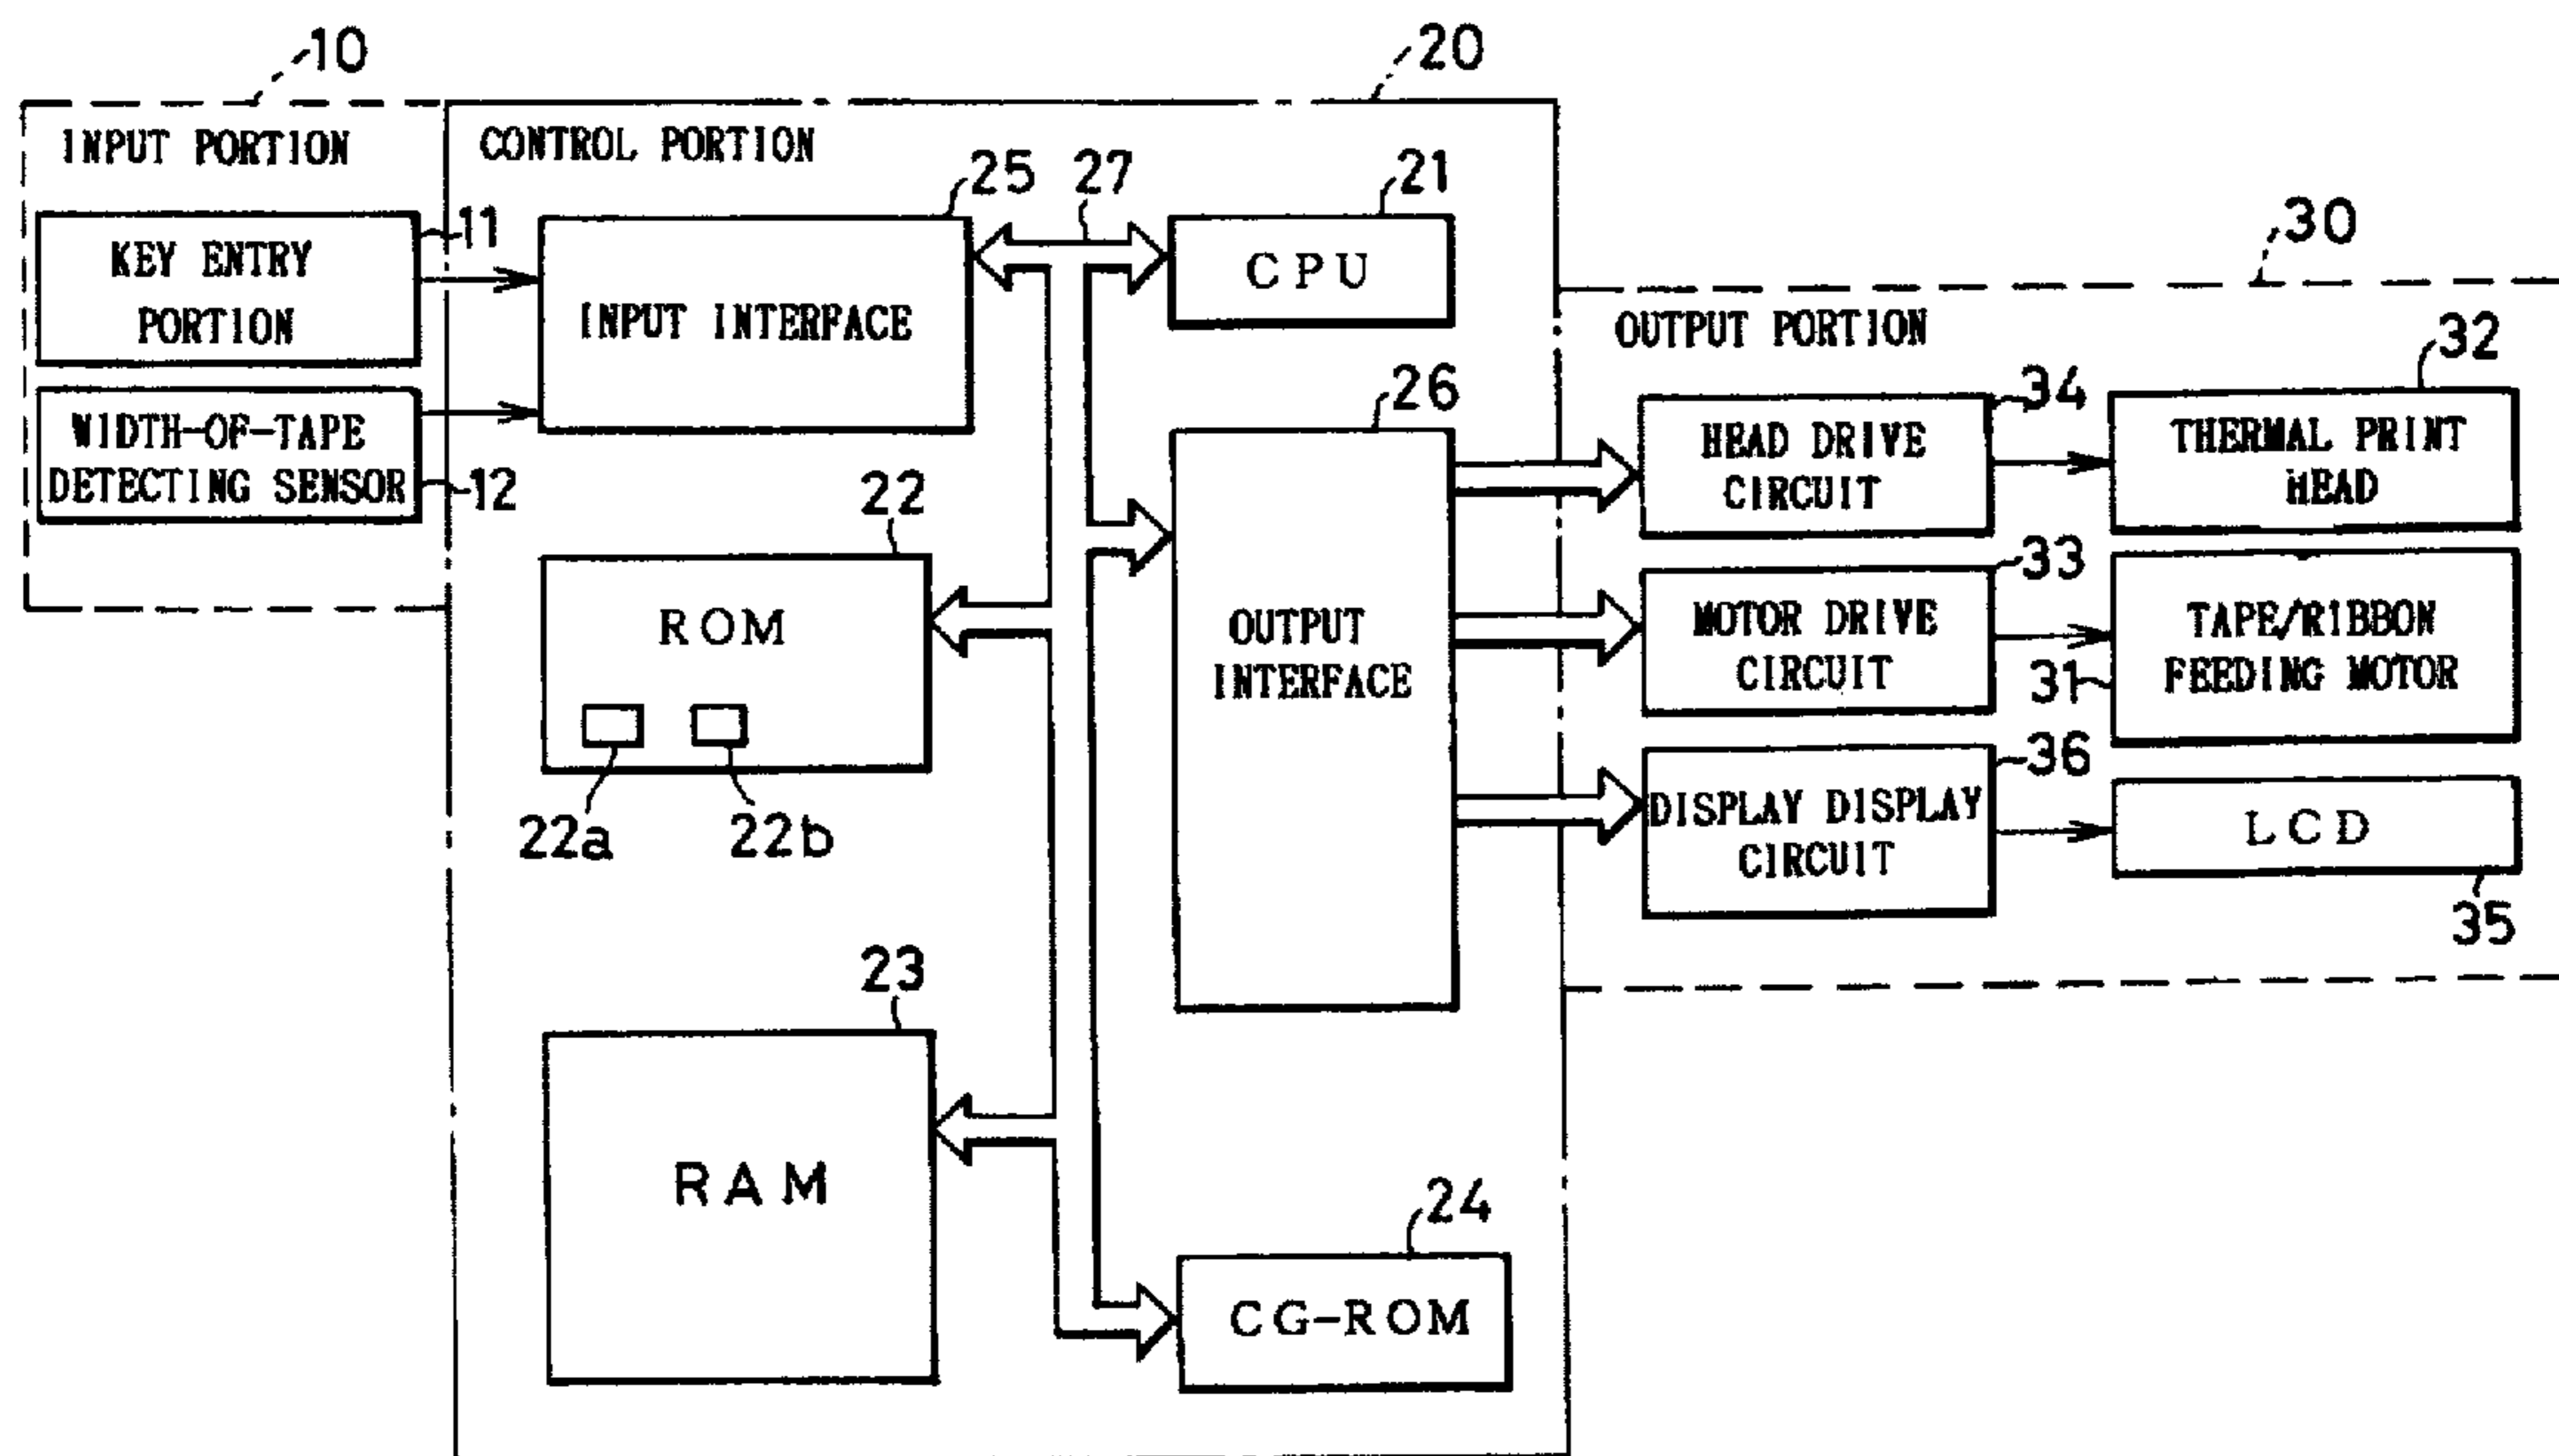 10
20
INPUT PORTION
CONTROL PORTION
25
27
21
11
KEY ENTRY
PORTION
INPUT INTERFACE
CPU
30
OUTPUT PORTION
WIDTH-OF-TAPE
DETECTING SENSOR
12
26
34
32
HEAD DRIVE
CIRCUIT
THERMAL PRINT
HEAD
22
ROM
22a
22b
OUTPUT
INTERFACE
33
MOTOR DRIVE
CIRCUIT
31
TAPE/RIBBON
FEEDING MOTOR
36
DISPLAY DISPLAY
CIRCUIT
LCD
35
23
RAM
24
CG-ROM